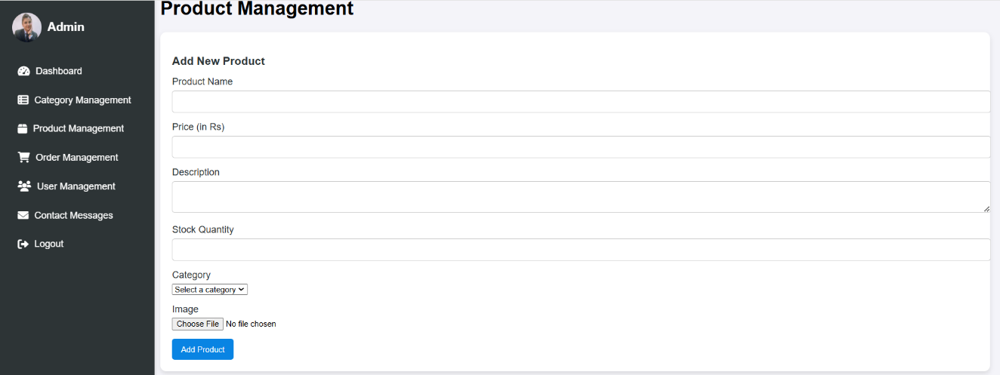 Admin
Dashboard
Category Management
Product Management
Order Management
User Management
Contact Messages
Logout
Product Management
Add New Product
Product Name
Price (in Rs)
Description
Stock Quantity
Category
Select a category
Image
Choose File No file chosen
Add Product